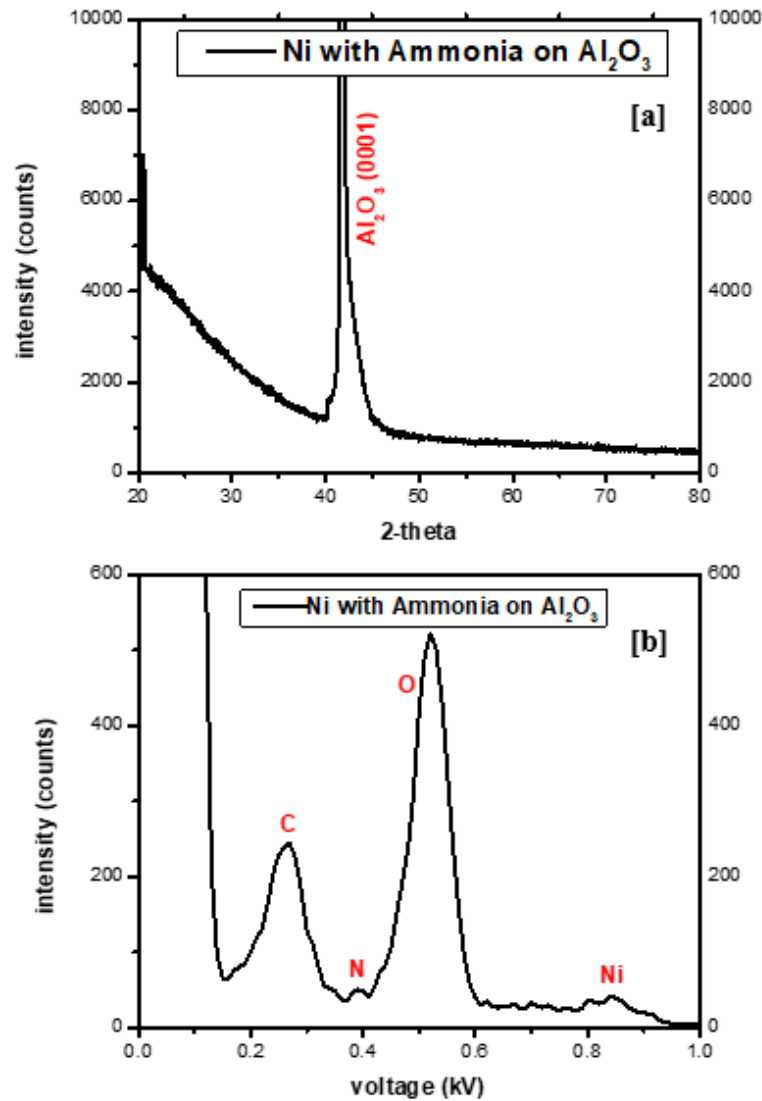 10000
8000
6000
4000
2000
0
intensity (counts)
Ni with Ammonia on Al₂O₃
[a]
Al₂O₃ (0001)
10000
8000
6000
4000
2000
0
20 30 40 50 60 70 80
2-theta
600
400
200
0
intensity (counts)
Ni with Ammonia on Al₂O₃
[b]
O
C
N
Ni
600
400
200
0
0.0 0.2 0.4 0.6 0.8 1.0
voltage (kV)